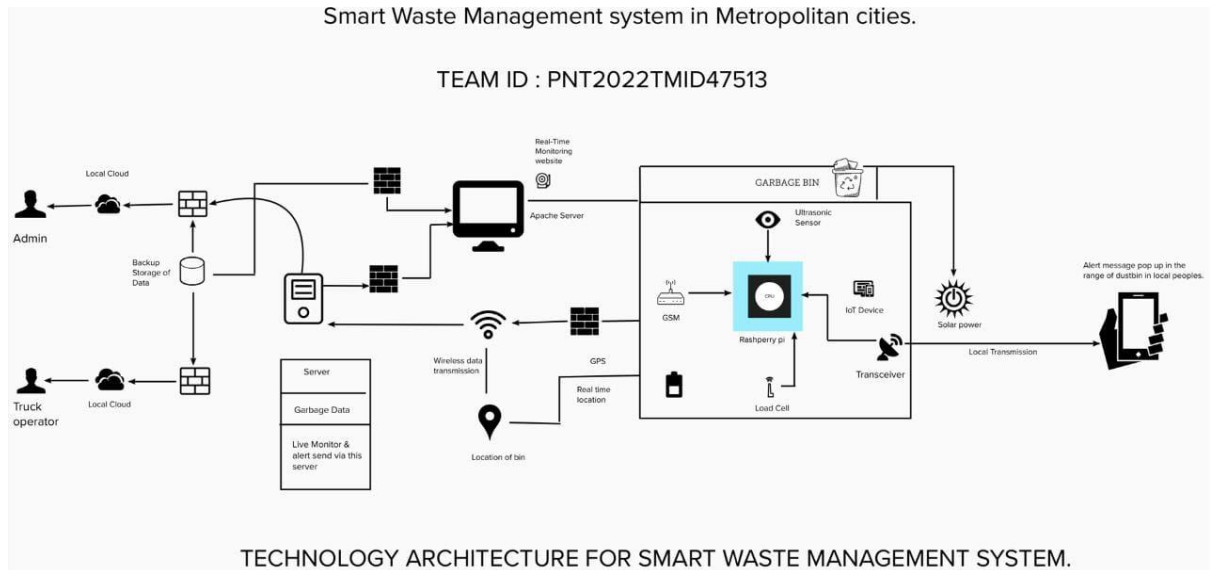 Smart Waste Management system in Metropolitan cities.
TEAM ID : PNT2022TMID47513
Real-Time
Monitoring
website
Apache Server
Local Cloud
Admin
Backup
Storage of
Data
Local Cloud
Truck
operator
Server
Garbage Data
Live Monitor &
alert send via this
server
Wireless data
transmission
GPS
Real time
location
Location of bin
GARBAGE BIN
Ultrasonic
Sensor
CPU
GSM
Rashperry pi
IoT Device
Load Cell
Transceiver
Solar power
Local Transmission
Alert message pop up in the
range of dustbin in local peoples.
TECHNOLOGY ARCHITECTURE FOR SMART WASTE MANAGEMENT SYSTEM.